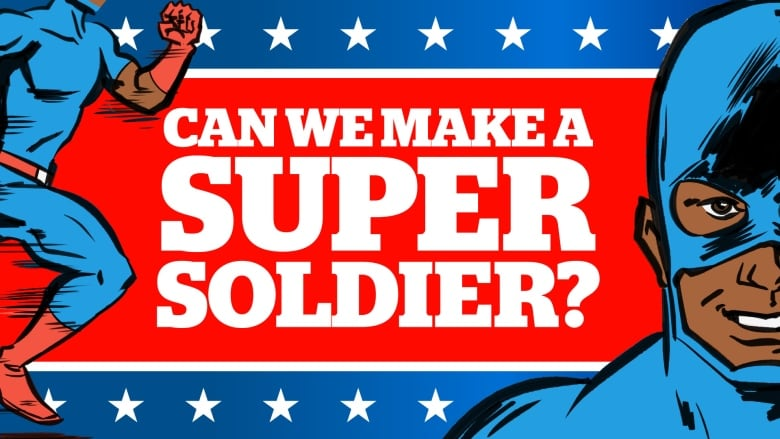 CAN WE MAKE A
SUPER
SOLDIER?